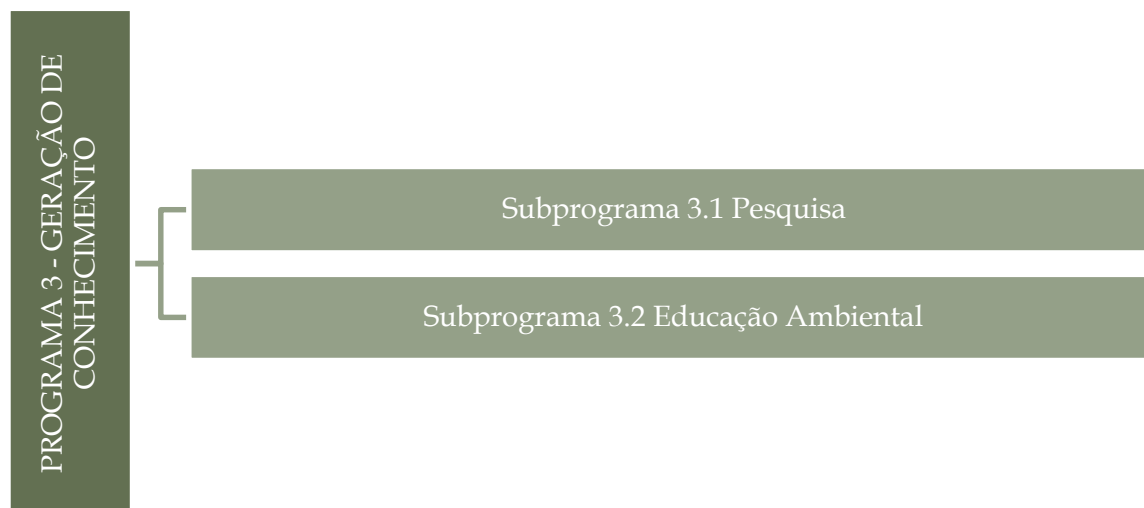 PROGRAMA 3 - GERAÇÃO DE
CONHECIMENTO
Subprograma 3.1 Pesquisa
Subprograma 3.2 Educação Ambiental